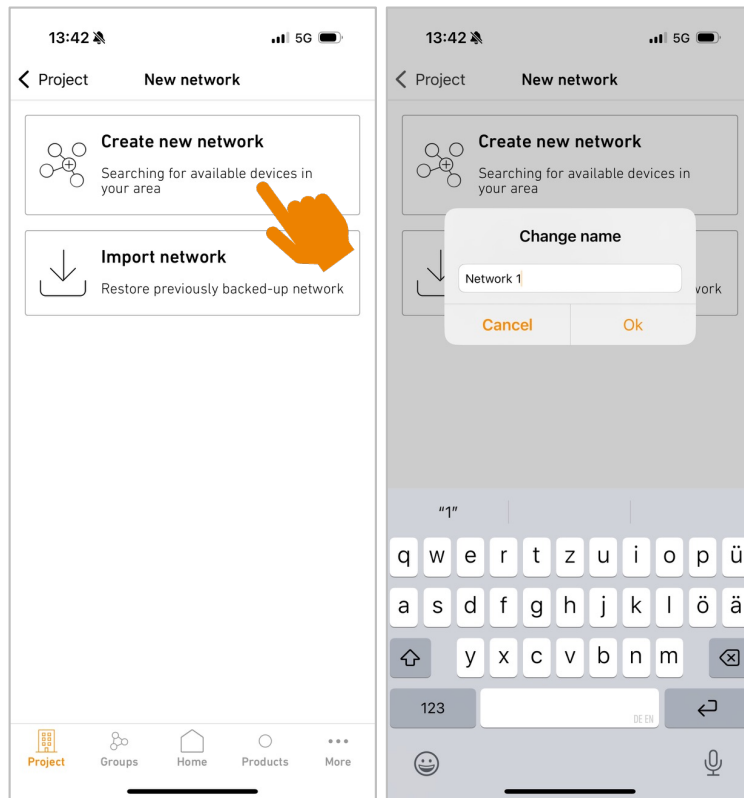 13:42
5G
Project
New network
Create new network
Searching for available devices in
your area
Import network
Restore previously backed-up network
Project
Groups
Home
Products
More
13:42
5G
Project
New network
Create new network
Searching for available devices in
your area
work
Change name
Network 1
Cancel
Ok
"1"
q w e r t z u i o p ü
a s d f g h j k l ö ä
y x c v b n m
123
DE EN